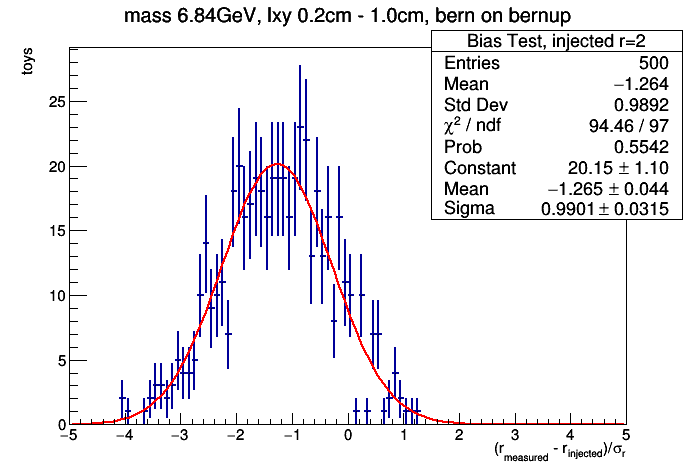 mass 6.84GeV, lxy 0.2cm - 1.0cm, bern on bernup
Bias Test, injected r=2
Entries 500
Mean −1.264
Std Dev 0.9892
χ² / ndf 94.46 / 97
Prob 0.5542
Constant 20.15 ± 1.10
Mean −1.265 ± 0.044
Sigma 0.9901 ± 0.0315
toys
25
20
15
10
5
0
−5 −4 −3 −2 −1 0 1 2 3 4 5
(r_measured - r_injected)/σ_r